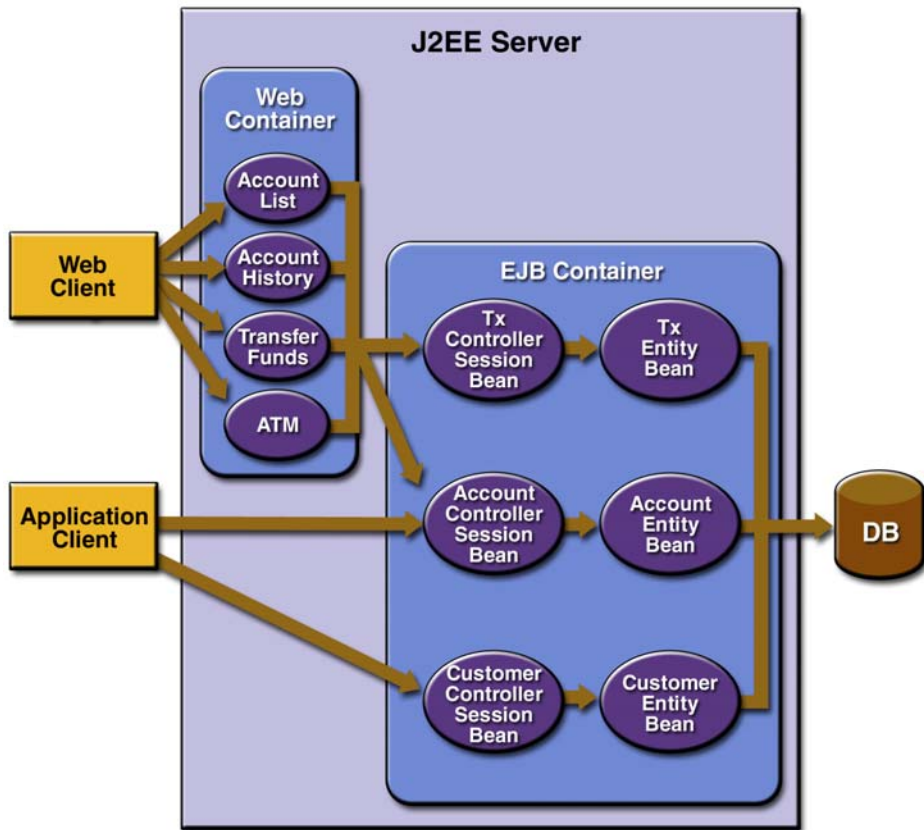 J2EE Server
Web
Container
Account
List
Account
History
Transfer
Funds
ATM
Web
Client
Application
Client
EJB Container
Tx
Controller
Session
Bean
Tx
Entity
Bean
Account
Controller
Session
Bean
Account
Entity
Bean
Customer
Controller
Session
Bean
Customer
Entity
Bean
DB